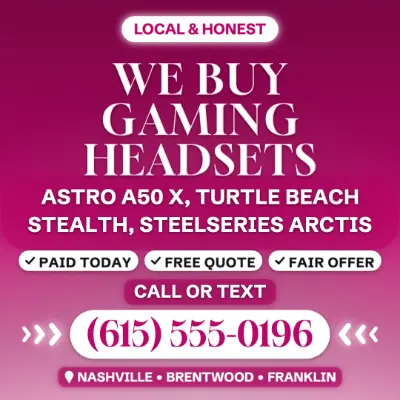 LOCAL & HONEST
WE BUY
GAMING
HEADSETS
ASTRO A50 X, TURTLE BEACH
STEALTH, STEELSERIES ARCTIS
✓ PAID TODAY ✓ FREE QUOTE ✓ FAIR OFFER
CALL OR TEXT
(615) 555-0196
NASHVILLE • BRENTWOOD • FRANKLIN